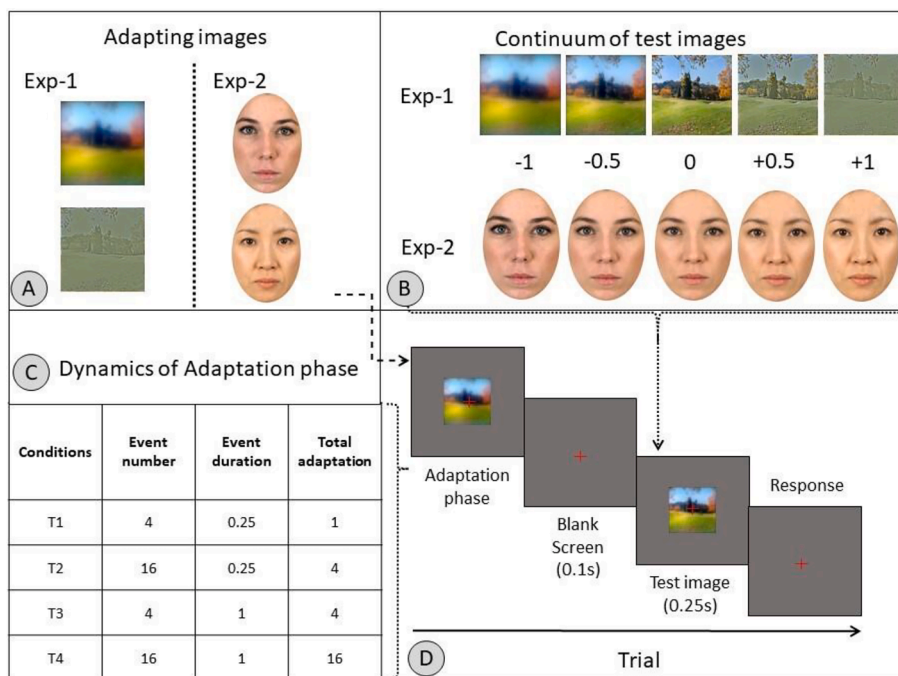 Adapting images
Exp-1
Exp-2
A
Continuum of test images
Exp-1
-1 -0.5 0 +0.5 +1
Exp-2
B
C Dynamics of Adaptation phase
Conditions Event number Event duration Total adaptation
T1 4 0.25 1
T2 16 0.25 4
T3 4 1 4
T4 16 1 16
Adaptation
phase
Blank
Screen
(0.1s)
Test image
(0.25s)
Response
D
Trial